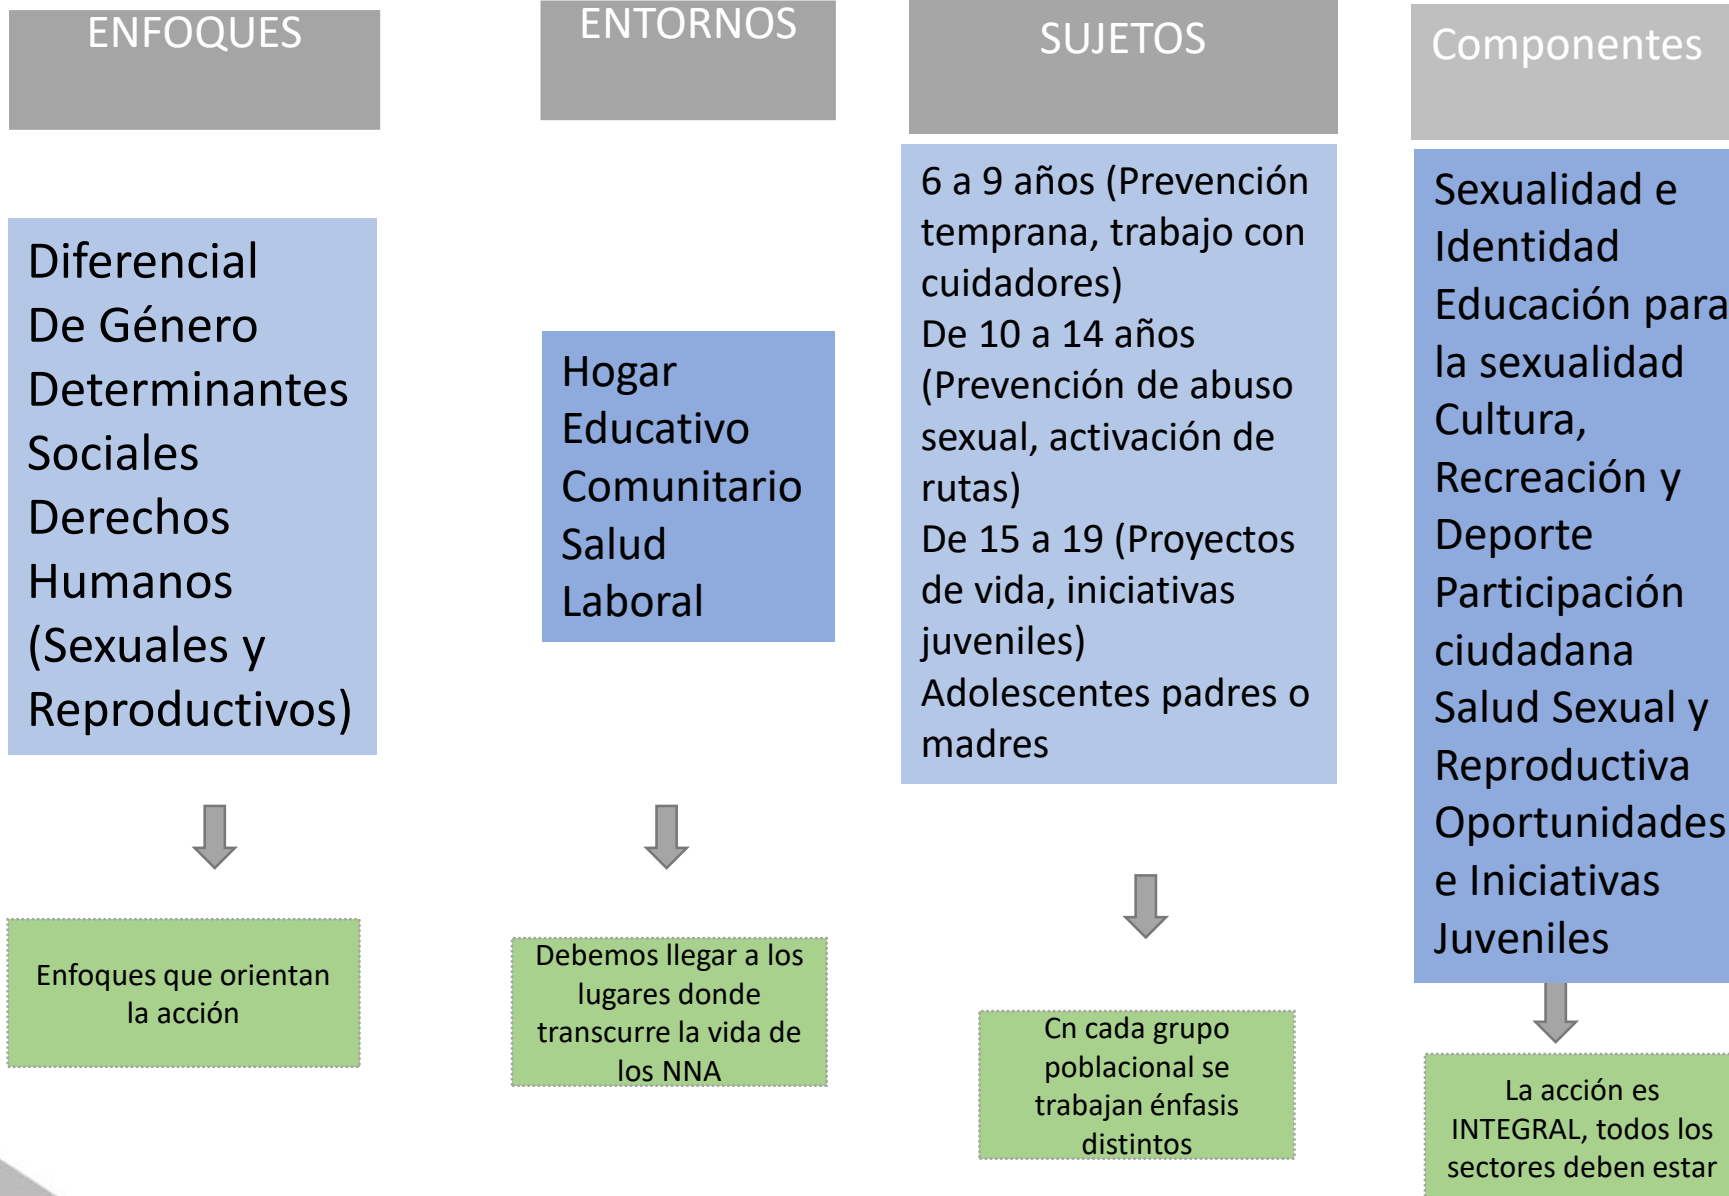 ENFOQUES
Diferencial
De Género
Determinantes
Sociales
Derechos
Humanos
(Sexuales y
Reproductivos)
Enfoques que orientan
la acción
ENTORNOS
Hogar
Educativo
Comunitario
Salud
Laboral
Debemos llegar a los
lugares donde
transcurre la vida de
los NNA
SUJETOS
6 a 9 años (Prevención
temprana, trabajo con
cuidadores)
De 10 a 14 años
(Prevención de abuso
sexual, activación de
rutas)
De 15 a 19 (Proyectos
de vida, iniciativas
juveniles)
Adolescentes padres o
madres
Cn cada grupo
poblacional se
trabajan énfasis
distintos
Componentes
Sexualidad e
Identidad
Educación para
la sexualidad
Cultura,
Recreación y
Deporte
Participación
ciudadana
Salud Sexual y
Reproductiva
Oportunidades
e Iniciativas
Juveniles
La acción es
INTEGRAL, todos los
sectores deben estar